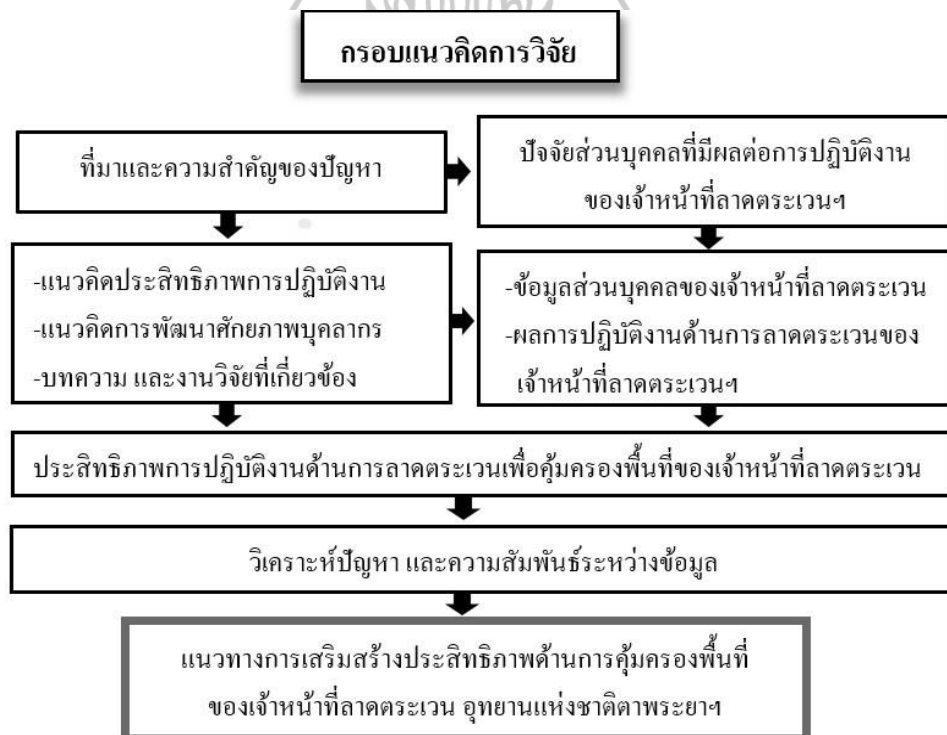 กรอบแนวคิดการวิจัย
ที่มาและความสำคัญของปัญหา
ปัจจัยส่วนบุคคลที่มีผลต่อการปฏิบัติงาน
ของเจ้าหน้าที่ลาดตระเวนฯ
-แนวคิดประสิทธิภาพการปฏิบัติงาน
-แนวคิดการพัฒนาศักยภาพบุคลากร
-บทความ และงานวิจัยที่เกี่ยวข้อง
-ข้อมูลส่วนบุคคลของเจ้าหน้าที่ลาดตระเวน
-ผลการปฏิบัติงานด้านการลาดตระเวนของ
เจ้าหน้าที่ลาดตระเวนฯ
ประสิทธิภาพการปฏิบัติงานด้านการลาดตระเวนเพื่อคุ้มครองพื้นที่ของเจ้าหน้าที่ลาดตระเวน
วิเคราะห์ปัญหา และความสัมพันธ์ระหว่างข้อมูล
แนวทางการเสริมสร้างประสิทธิภาพด้านการคุ้มครองพื้นที่
ของเจ้าหน้าที่ลาดตระเวน อุทยานแห่งชาติตาพระยาฯ